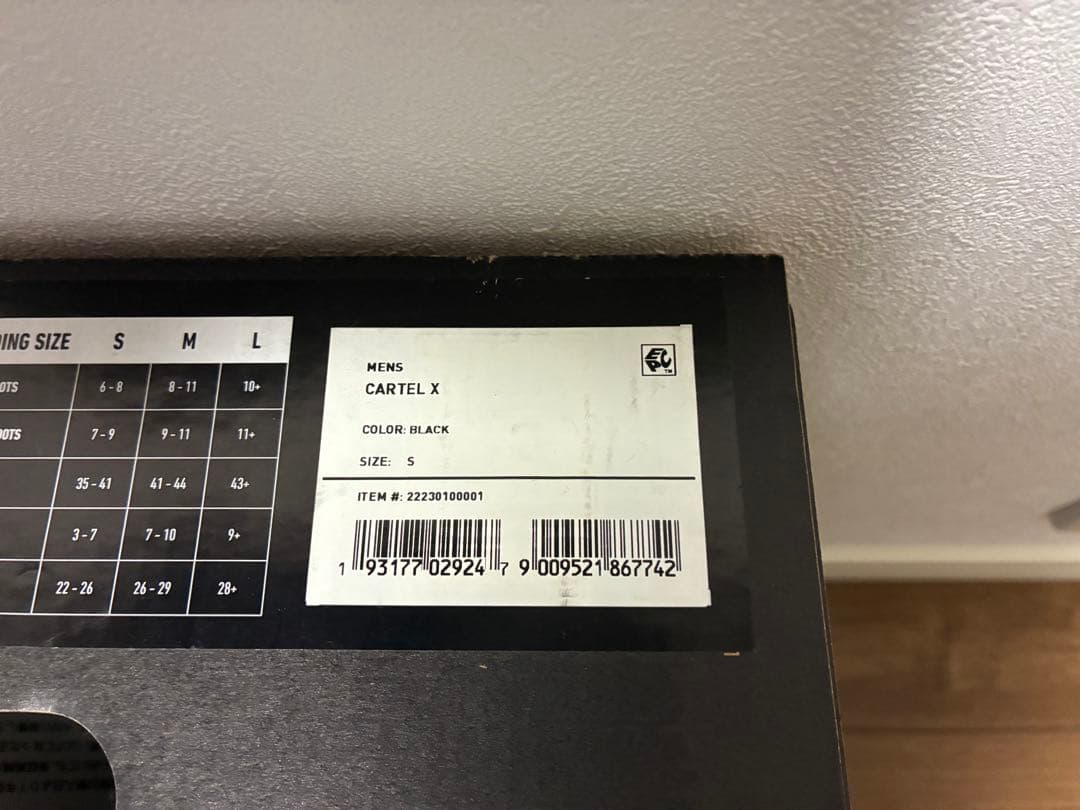 DING SIZE S M L
OTS 6 - 8 8 - 11 10+
OOTS 7 - 9 9 - 11 11+
35 - 41 41 - 44 43+
3 - 7 7 - 10 9+
22 - 26 26 - 29 28+
MENS
CARTEL X
EPC TM
COLOR: BLACK
SIZE: S
ITEM #: 22230100001
1 93177 02924 7
9 009521 867742